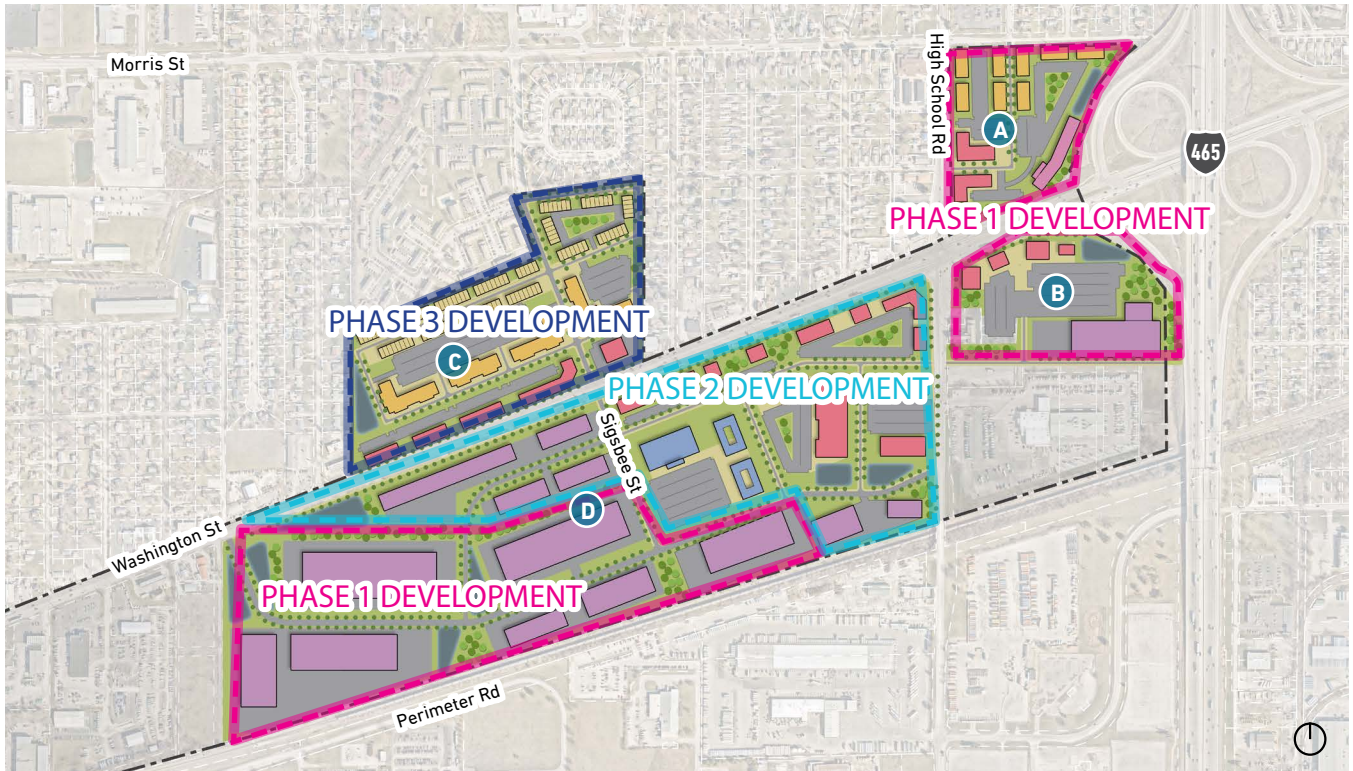 Morris St
High School Rd
A
465
PHASE 1 DEVELOPMENT
B
PHASE 3 DEVELOPMENT
C
PHASE 2 DEVELOPMENT
Sigsbee St
D
Washington St
PHASE 1 DEVELOPMENT
Perimeter Rd